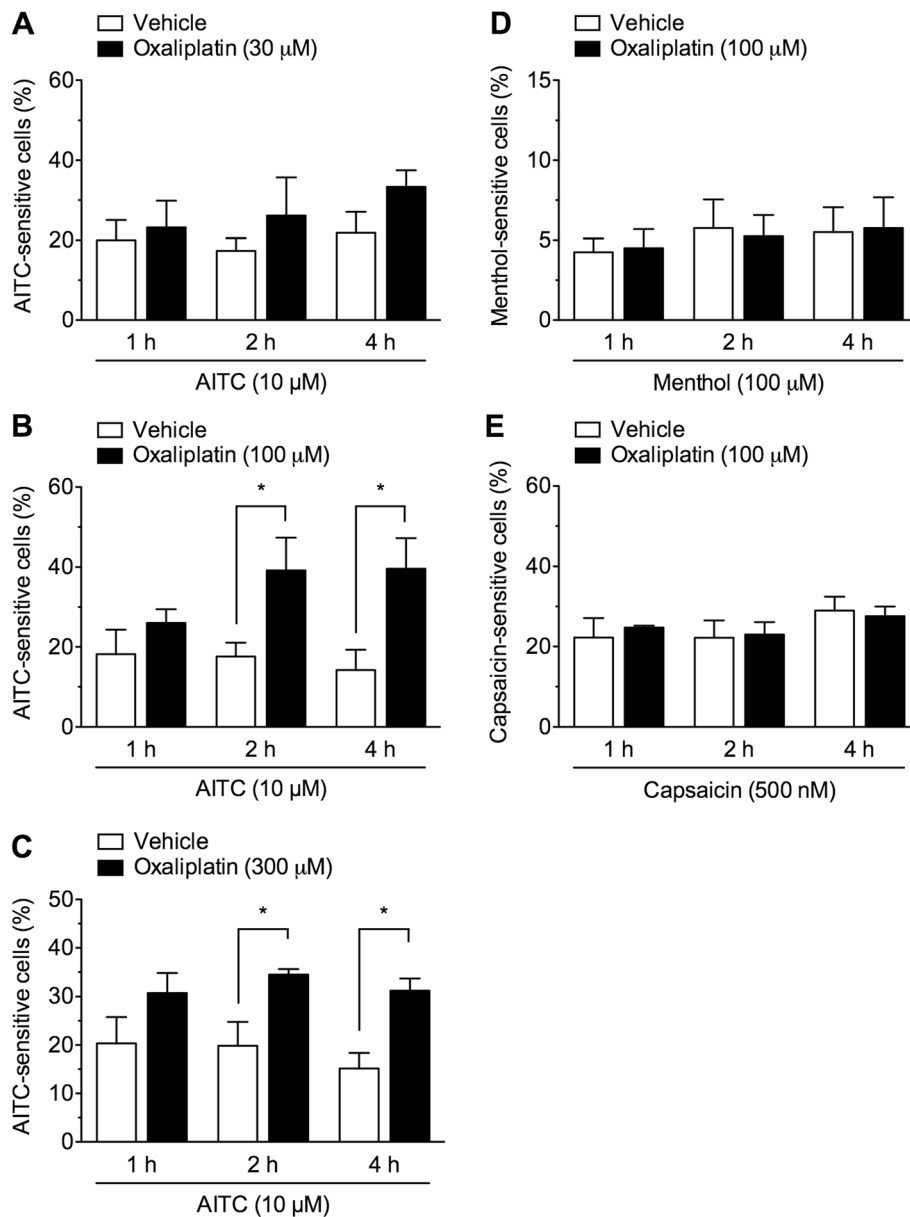 A
Vehicle
Oxaliplatin (30 μM)
AITC-sensitive cells (%)
60
40
20
0
1 h 2 h 4 h
AITC (10 µM)
B
Vehicle
Oxaliplatin (100 μM)
AITC-sensitive cells (%)
60
40
20
0
* *
1 h 2 h 4 h
AITC (10 µM)
C
Vehicle
Oxaliplatin (300 μM)
AITC-sensitive cells (%)
50
40
30
20
10
0
* *
1 h 2 h 4 h
AITC (10 µM)
D
Vehicle
Oxaliplatin (100 μM)
Menthol-sensitive cells (%)
15
10
5
0
1 h 2 h 4 h
Menthol (100 μM)
E
Vehicle
Oxaliplatin (100 μM)
Capsaicin-sensitive cells (%)
60
40
20
0
1 h 2 h 4 h
Capsaicin (500 nM)